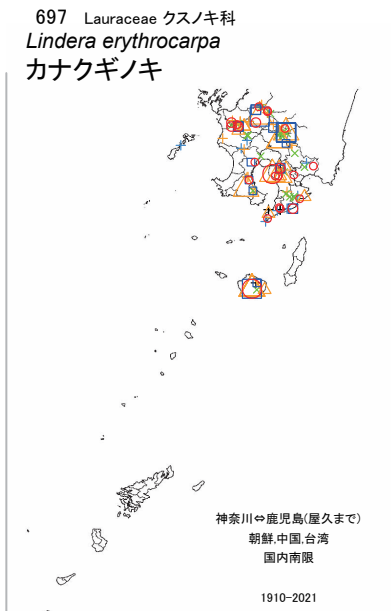 697 Lauraceae クスノキ科
Lindera erythrocarpa
カナクギノキ
神奈川⇔鹿児島(屋久まで)
朝鮮,中国,台湾
国内南限
1910-2021